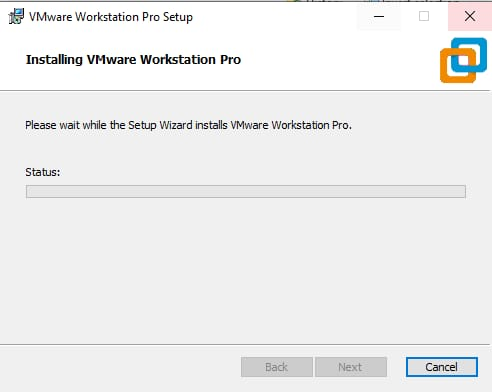 VMware Workstation Pro Setup
Installing VMware Workstation Pro
Please wait while the Setup Wizard installs VMware Workstation Pro.
Status:
Back
Next
Cancel